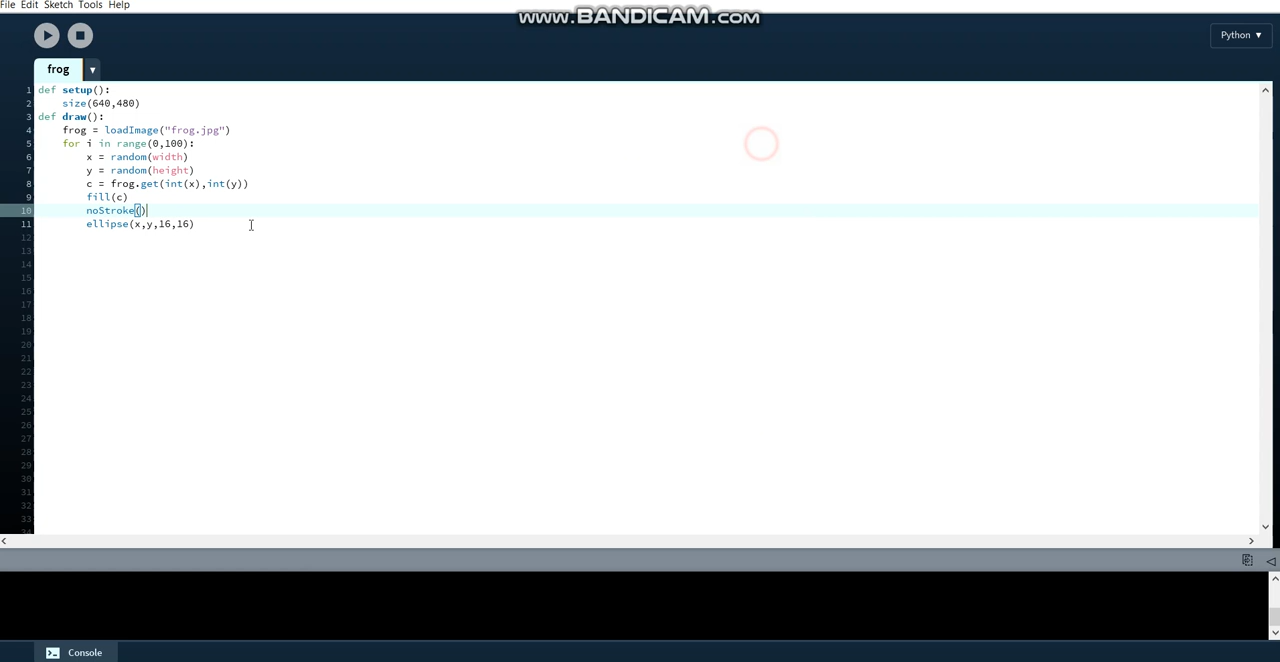 File Edit Sketch Tools Help
www.BANDICAM.com
Python ▼
frog ▼
1 def setup():
2     size(640,480)
3 def draw():
4     frog = loadImage("frog.jpg")
5     for i in range(0,100):
6         x = random(width)
7         y = random(height)
8         c = frog.get(int(x),int(y))
9         fill(c)
10         noStroke()
11         ellipse(x,y,16,16)
12
13
14
15
16
17
18
19
20
21
22
23
24
25
26
27
28
29
30
31
32
33
Console